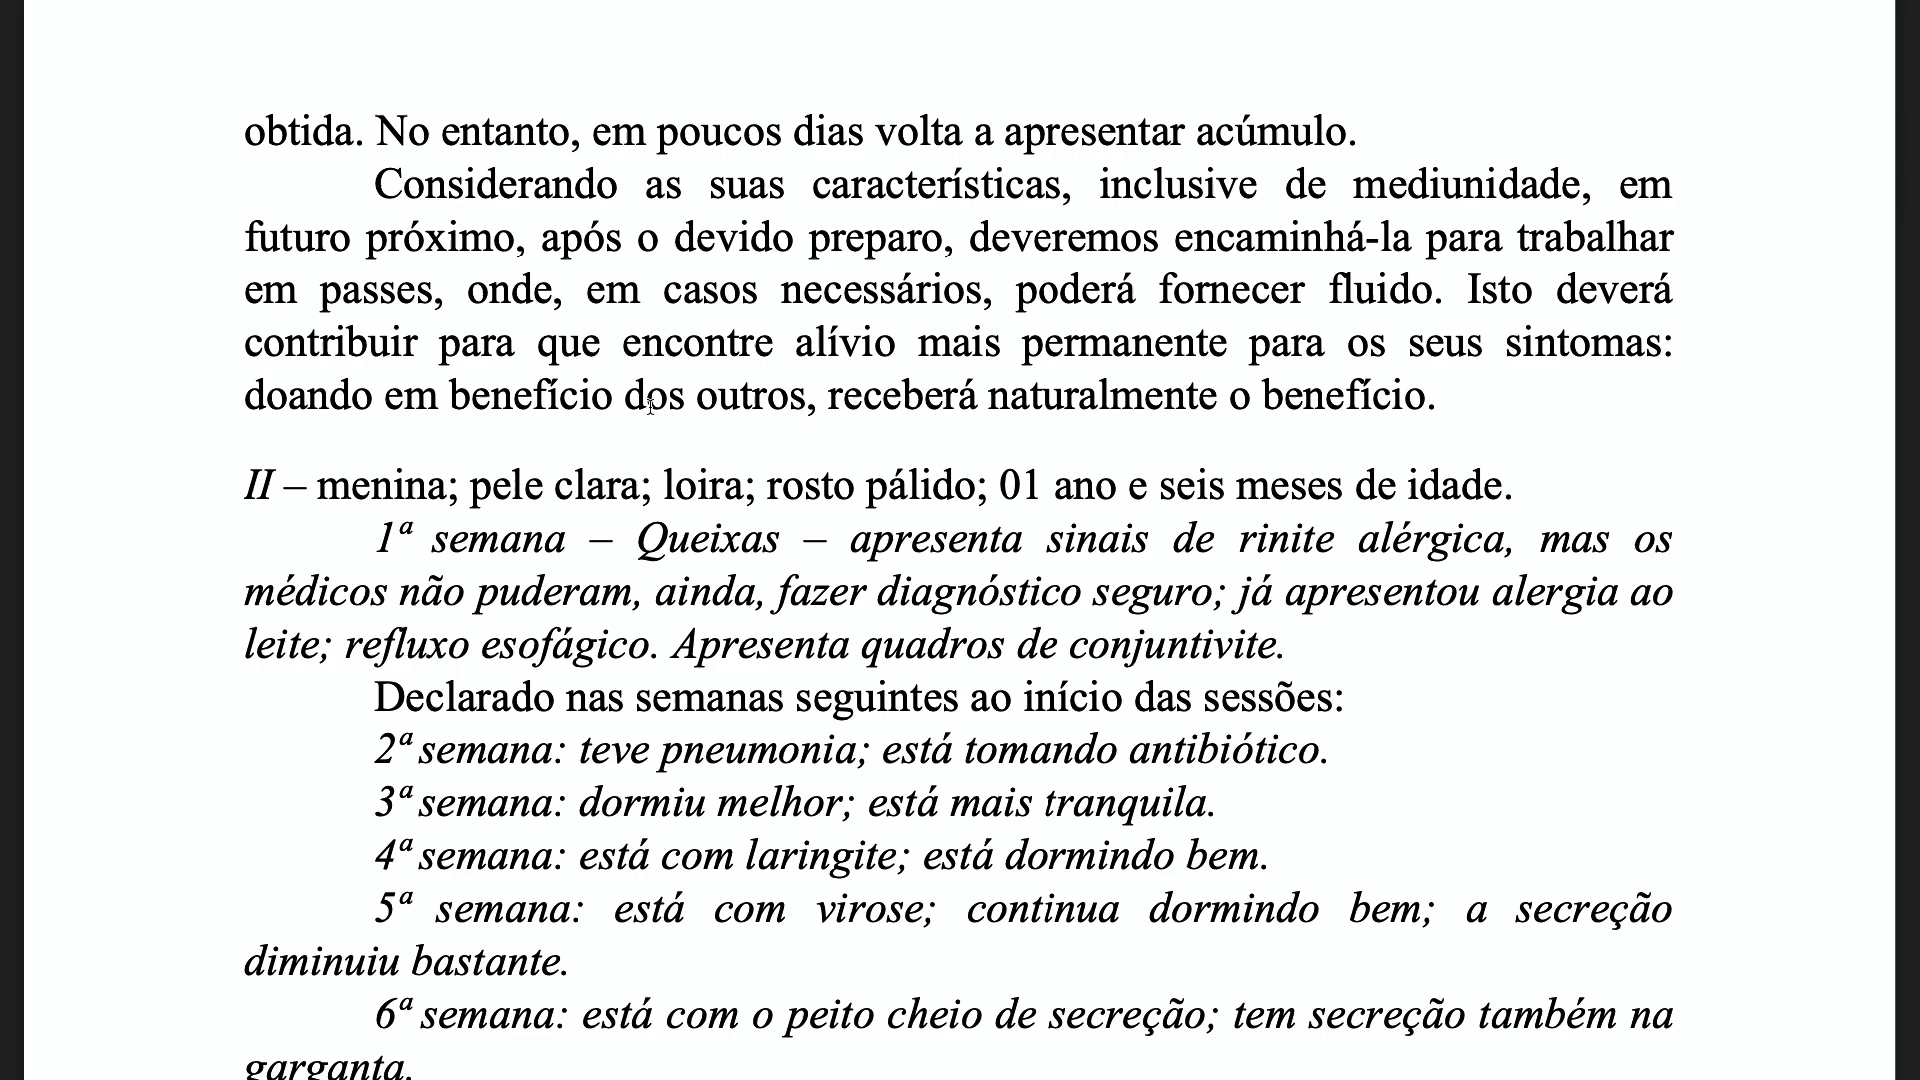 obtida. No entanto, em poucos dias volta a apresentar acúmulo.
Considerando as suas características, inclusive de mediunidade, em
futuro próximo, após o devido preparo, deveremos encaminhá-la para trabalhar
em passes, onde, em casos necessários, poderá fornecer fluido. Isto deverá
contribuir para que encontre alívio mais permanente para os seus sintomas:
doando em benefício dos outros, receberá naturalmente o benefício.
II – menina; pele clara; loira; rosto pálido; 01 ano e seis meses de idade.
1ª semana – Queixas – apresenta sinais de rinite alérgica, mas os
médicos não puderam, ainda, fazer diagnóstico seguro; já apresentou alergia ao
leite; refluxo esofágico. Apresenta quadros de conjuntivite.
Declarado nas semanas seguintes ao início das sessões:
2ª semana: teve pneumonia; está tomando antibiótico.
3ª semana: dormiu melhor; está mais tranquila.
4ª semana: está com laringite; está dormindo bem.
5ª semana: está com virose; continua dormindo bem; a secreção
diminuiu bastante.
6ª semana: está com o peito cheio de secreção; tem secreção também na
garganta.